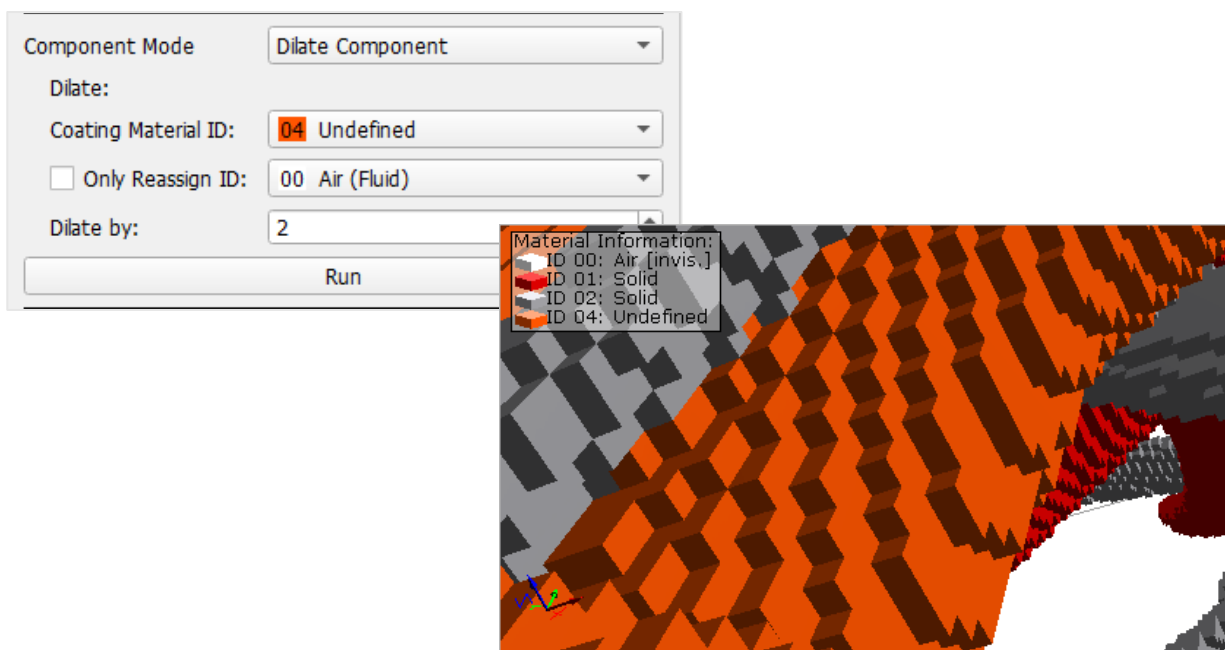 Component Mode Dilate Component
Dilate:
Coating Material ID: 04 Undefined
Only Reassign ID: 00 Air (Fluid)
Dilate by: 2
Run
Material Information:
ID 00: Air [invis.]
ID 01: Solid
ID 02: Solid
ID 04: Undefined